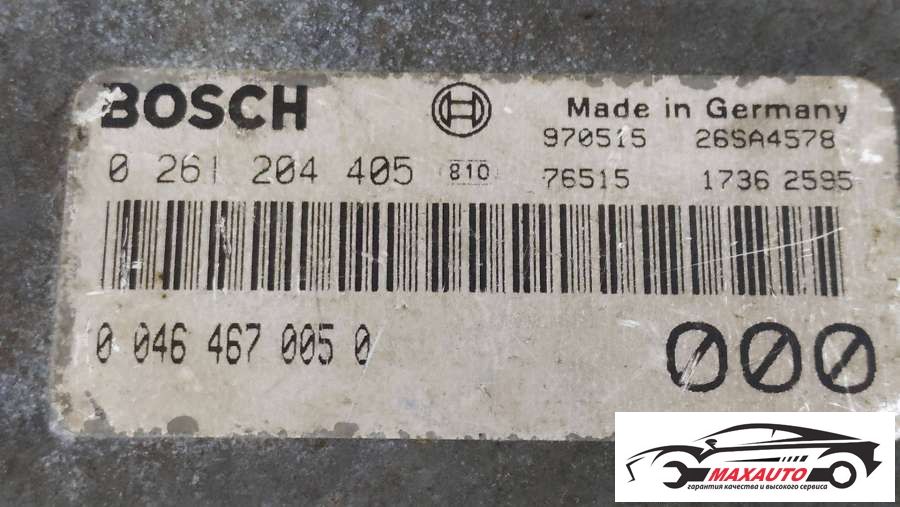 BOSCH
Made in Germany
970515 26SA4578
0 261 204 405 810 76515 1736 2595
0 046 467 005 0
000
MAXAUTO
гарантия качества и высокого сервиса